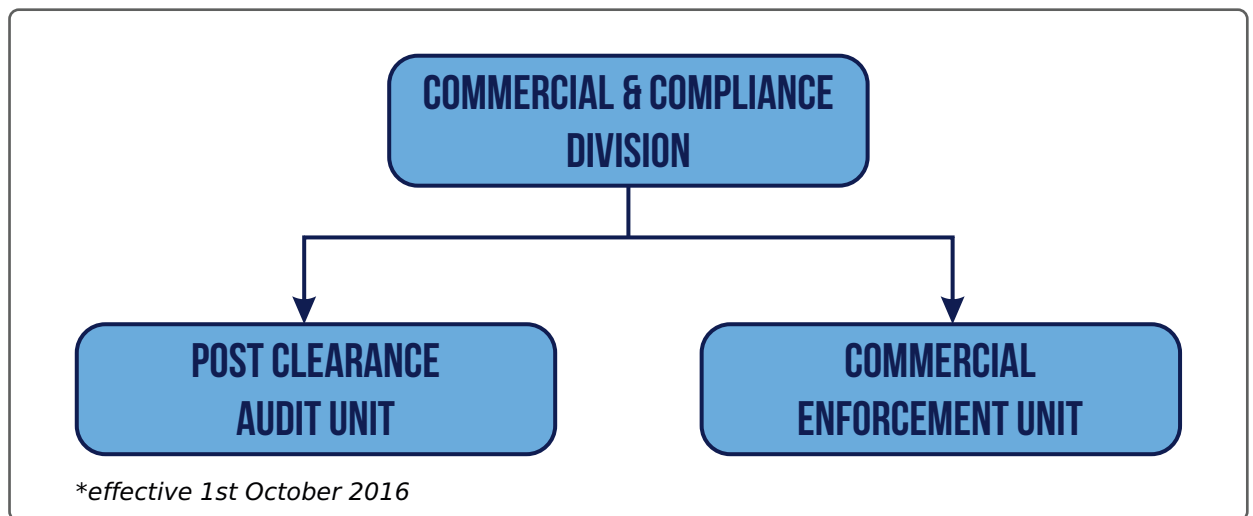 COMMERCIAL & COMPLIANCE
DIVISION
POST CLEARANCE
AUDIT UNIT
COMMERCIAL
ENFORCEMENT UNIT
*effective 1st October 2016